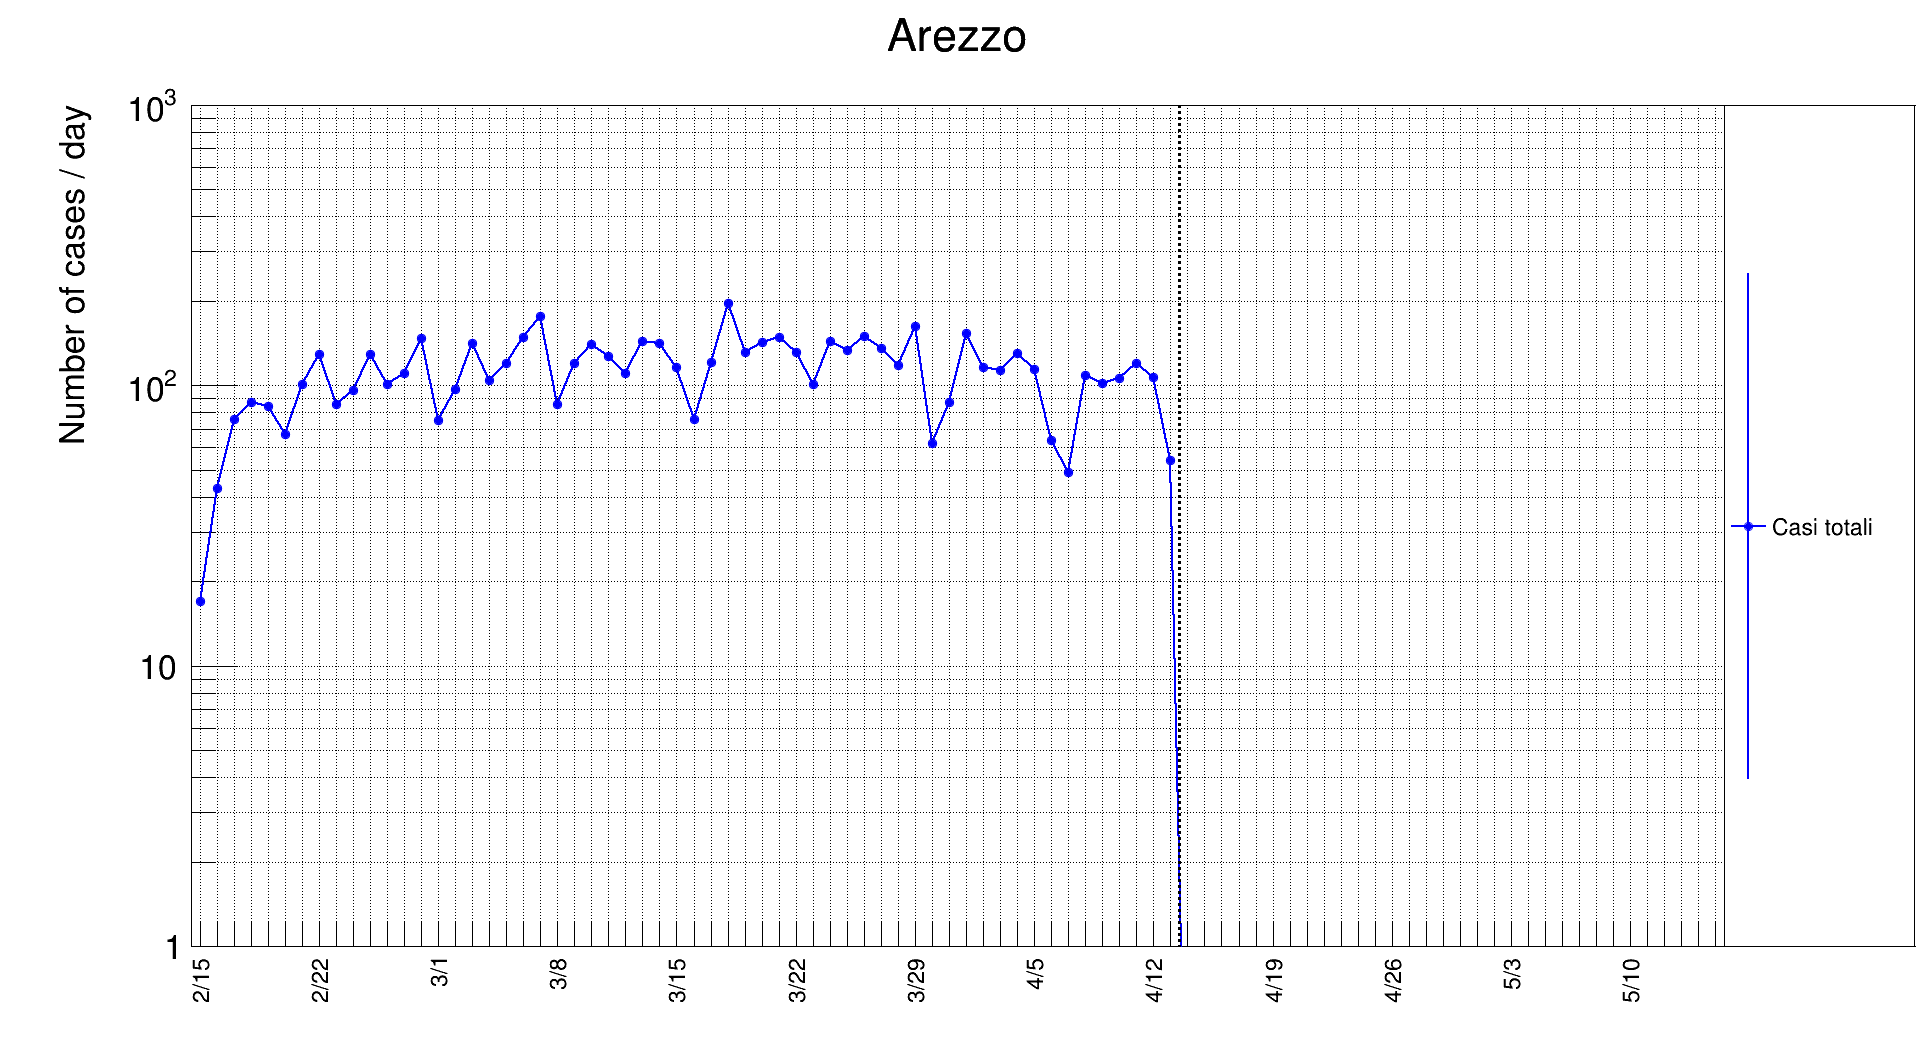 Arezzo
Number of cases / day
10³
10²
10
1
2/15 2/22 3/1 3/8 3/15 3/22 3/29 4/5 4/12 4/19 4/26 5/3 5/10
Casi totali